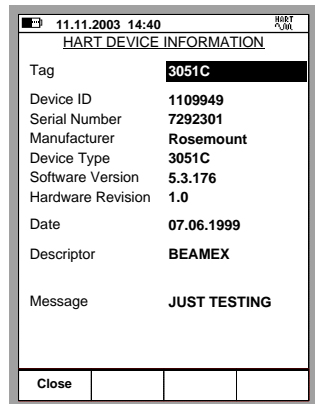 11.11.2003 14:40 HART
HART DEVICE INFORMATION
Tag 3051C
Device ID 1109949
Serial Number 7292301
Manufacturer Rosemount
Device Type 3051C
Software Version 5.3.176
Hardware Revision 1.0
Date 07.06.1999
Descriptor BEAMEX
Message JUST TESTING
Close